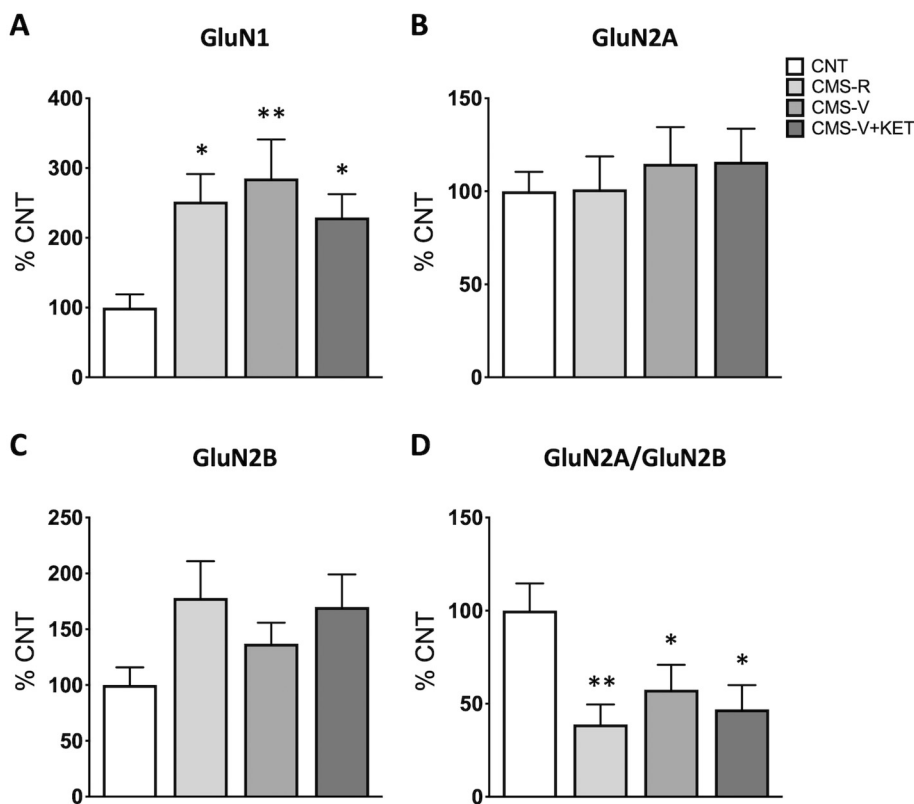 A
GluN1
% CNT
400
300
200
100
0
*
**
*
B
GluN2A
% CNT
150
100
50
0
CNT
CMS-R
CMS-V
CMS-V+KET
C
GluN2B
% CNT
250
200
150
100
50
0
D
GluN2A/GluN2B
% CNT
150
100
50
0
**
*
*